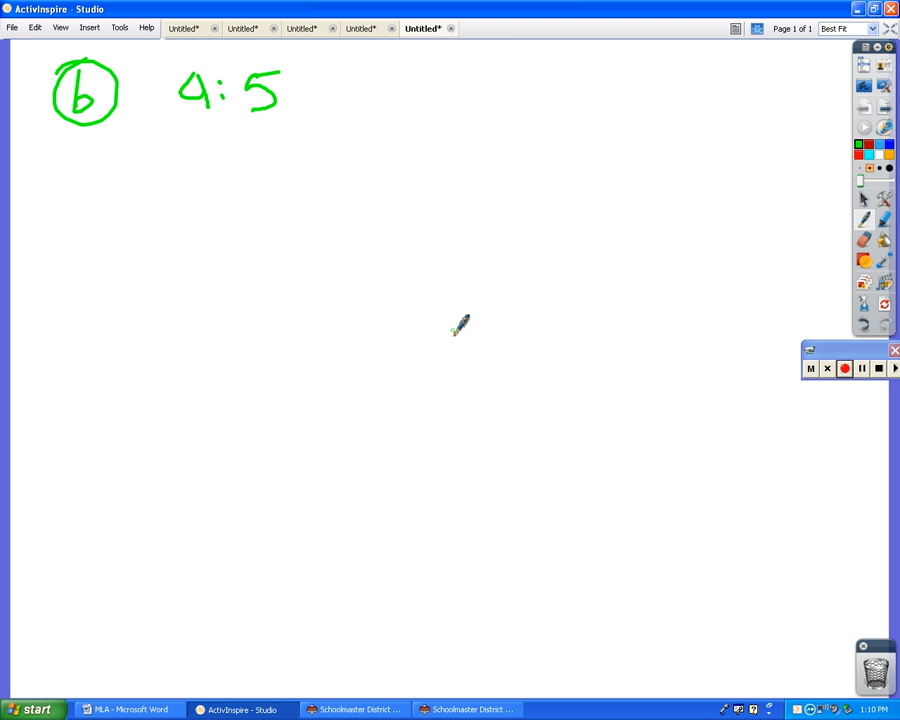 ActivInspire - Studio
File Edit View Insert Tools Help Untitled* Untitled* Untitled* Untitled* Untitled* Page 1 of 1 Best Fit
b 4:5
M
start MLA - Microsoft Word ActivInspire - Studio Schoolmaster District ... Schoolmaster District ... 1:10 PM